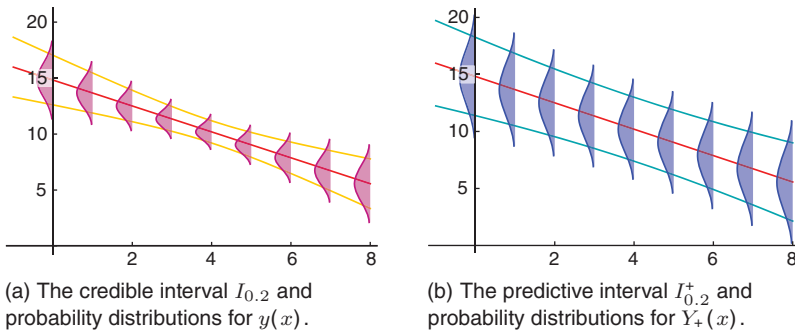 20
15
10
5
2 4 6 8
(a) The credible interval I₀.₂ and
probability distributions for y(x).
20
15
10
5
2 4 6 8
(b) The predictive interval I⁺₀.₂ and
probability distributions for Y₊(x).